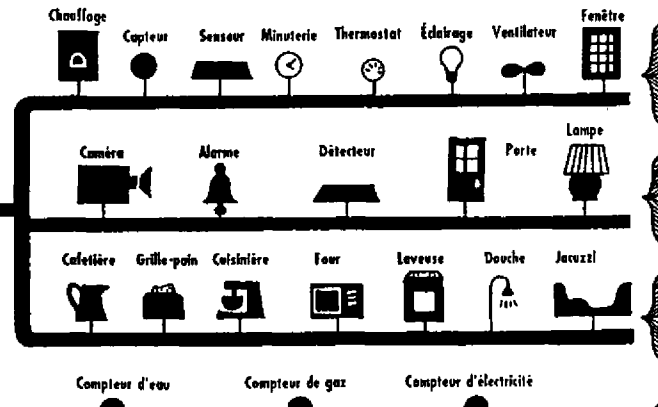 Chauffage Capteur Senseur Minuterie Thermostat Éclairage Ventilateur Fenêtre
Caméra Alarme Détecteur Porte Lampe
Cafetière Grille-pain Cuisinière Four Laveuse Douche Jacuzzi
Compteur d'eau Compteur de gaz Compteur d'électricité